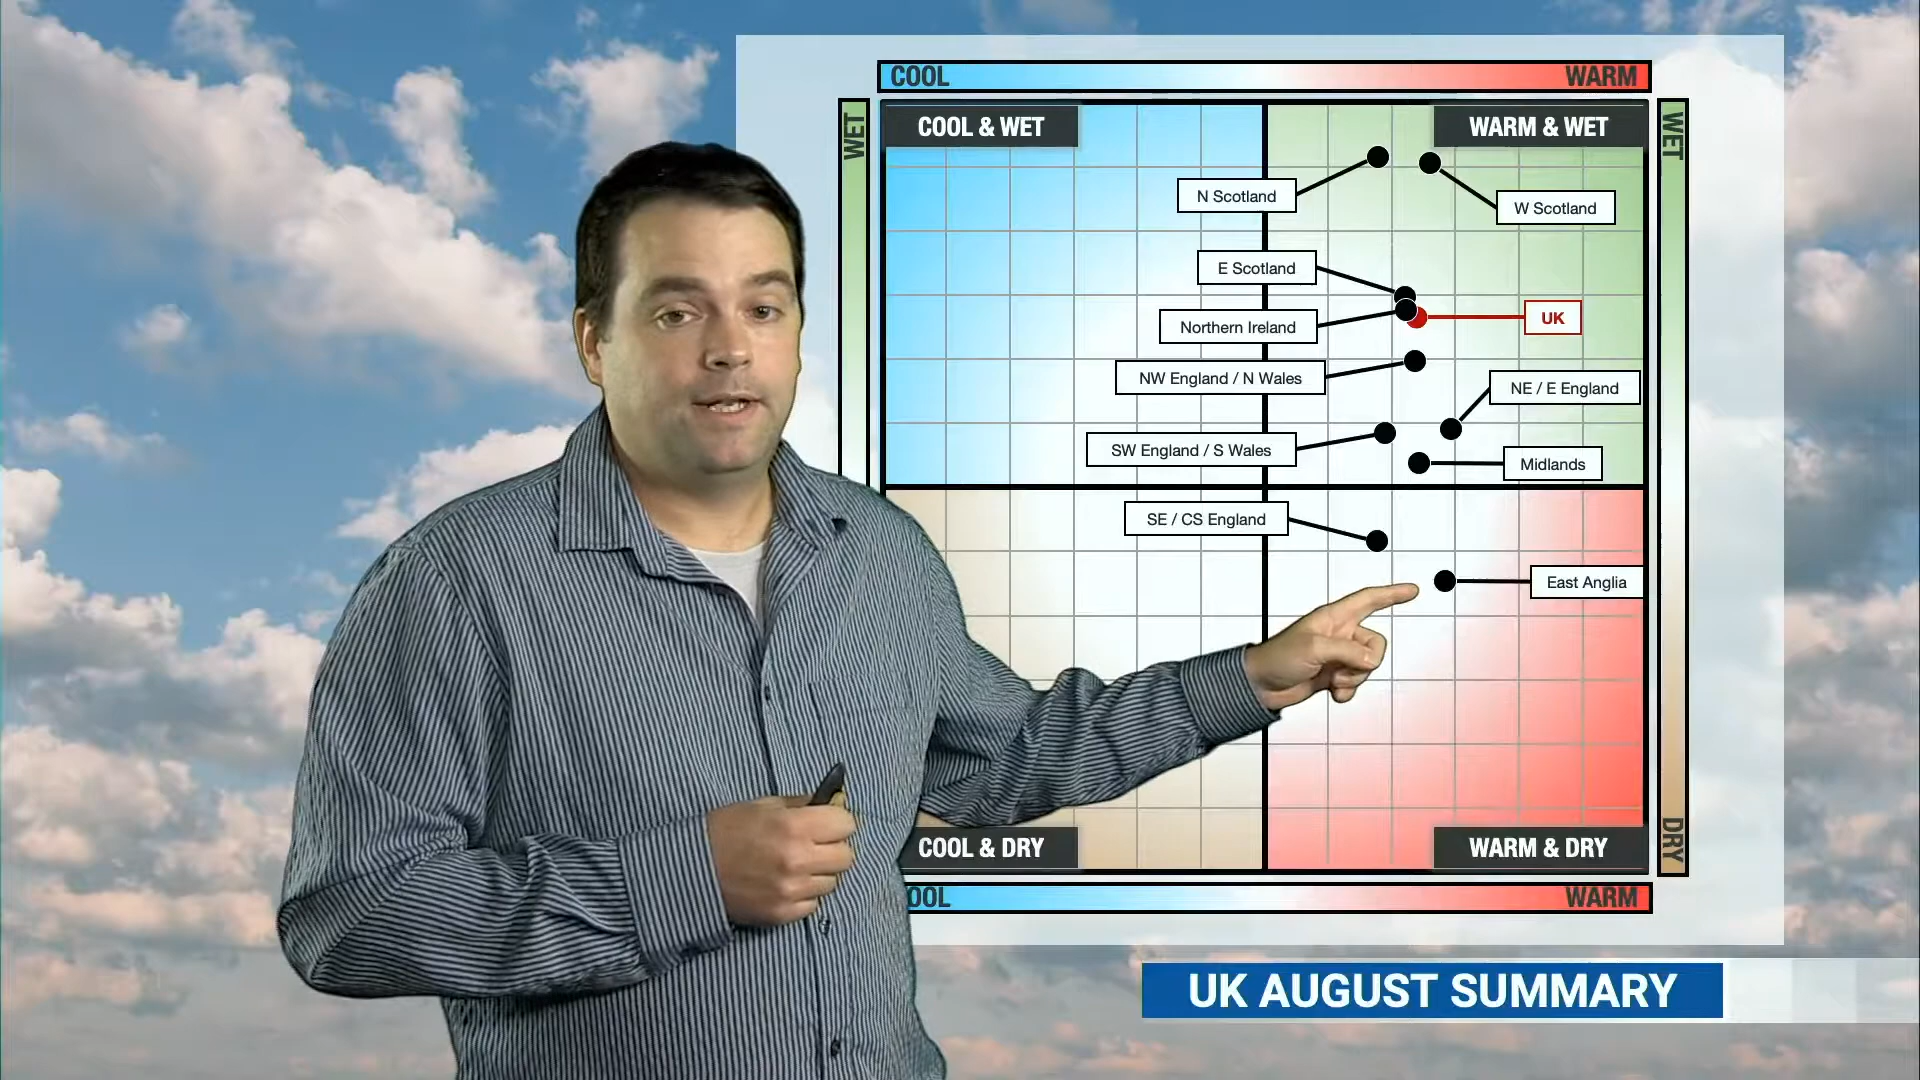 COOL
WARM
WET
WET
COOL & WET
WARM & WET
N Scotland
W Scotland
E Scotland
Northern Ireland
UK
NW England / N Wales
NE / E England
SW England / S Wales
Midlands
SE / CS England
East Anglia
COOL & DRY
WARM & DRY
DRY
OOL
WARM
UK AUGUST SUMMARY